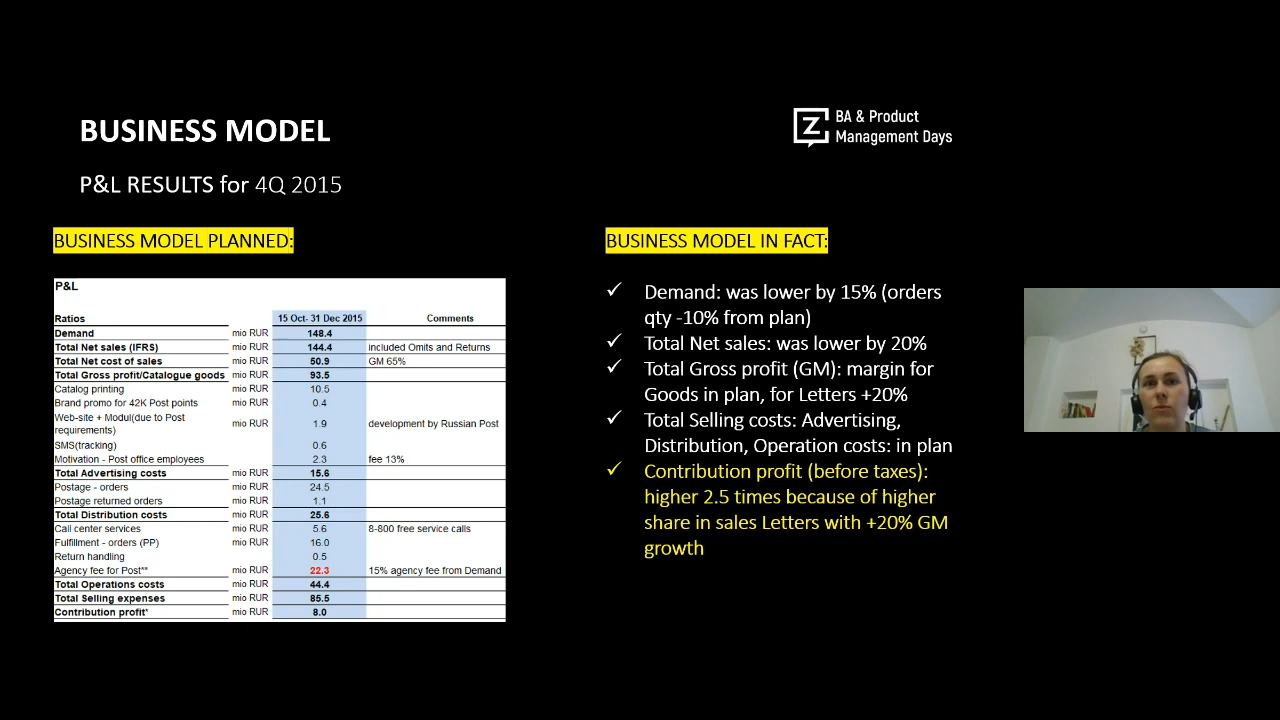 BUSINESS MODEL
BA & Product
Management Days
P&L RESULTS for 4Q 2015
BUSINESS MODEL PLANNED:
P&L
Ratios 15 Oct- 31 Dec 2015 Comments
Demand mio RUR 148.4
Total Net sales (IFRS) mio RUR 144.4 included Omits and Returns
Total Net cost of sales mio RUR 50.9 GM 65%
Total Gross profit/Catalogue goods mio RUR 93.5
Catalog printing mio RUR 10.5
Brand promo for 42K Post points mio RUR 0.4
Web-site + Modul(due to Post
requirements) mio RUR 1.9 development by Russian Post
SMS(tracking) mio RUR 0.6
Motivation - Post office employees mio RUR 2.3 fee 13%
Total Advertising costs mio RUR 15.6
Postage - orders mio RUR 24.5
Postage returned orders mio RUR 1.1
Total Distribution costs mio RUR 25.6
Call center services mio RUR 5.6 8-800 free service calls
Fulfillment - orders (PP) mio RUR 16.0
Return handling 0.5
Agency fee for Post** mio RUR 22.3 15% agency fee from Demand
Total Operations costs mio RUR 44.4
Total Selling expenses mio RUR 85.5
Contribution profit* mio RUR 8.0
BUSINESS MODEL IN FACT:
✓ Demand: was lower by 15% (orders
qty -10% from plan)
✓ Total Net sales: was lower by 20%
✓ Total Gross profit (GM): margin for
Goods in plan, for Letters +20%
✓ Total Selling costs: Advertising,
Distribution, Operation costs: in plan
✓ Contribution profit (before taxes):
higher 2.5 times because of higher
share in sales Letters with +20% GM
growth